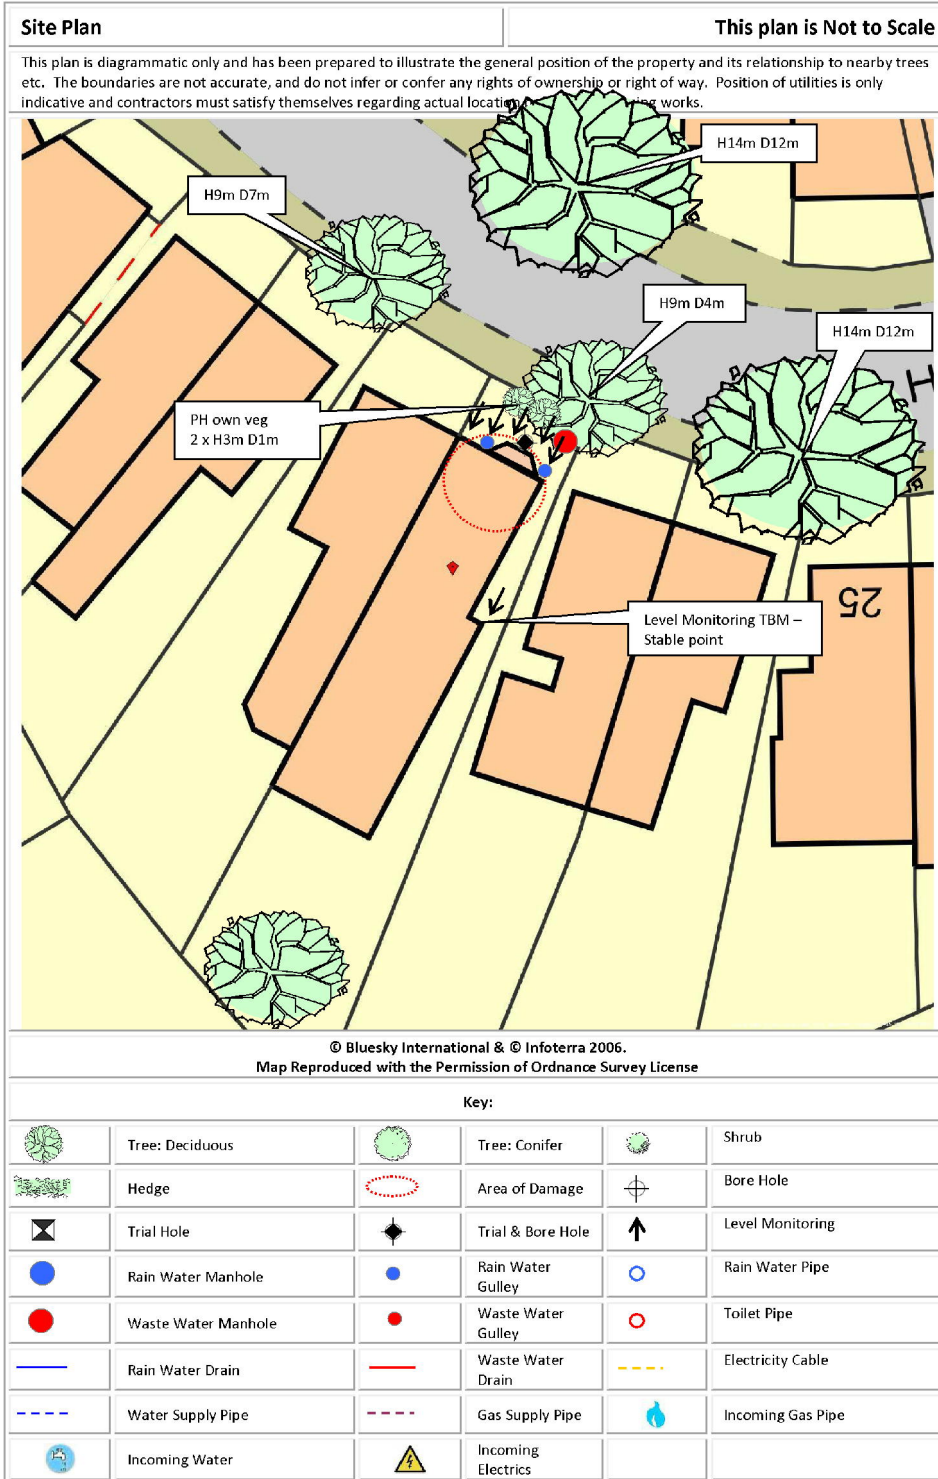 Site Plan
This plan is Not to Scale
This plan is diagrammatic only and has been prepared to illustrate the general position of the property and its relationship to nearby trees
etc. The boundaries are not accurate, and do not infer or confer any rights of ownership or right of way. Position of utilities is only
indicative and contractors must satisfy themselves regarding actual works.
H14m D12m
H9m D7m
H9m D4m
H14m D12m
H
PH own veg
2 x H3m D1m
25
Level Monitoring TBM –
Stable point
© Bluesky International & © Infoterra 2006.
Map Reproduced with the Permission of Ordnance Survey License
Key:
Tree: Deciduous
Tree: Conifer
Shrub
Hedge
Area of Damage
Bore Hole
Trial Hole
Trial & Bore Hole
Level Monitoring
Rain Water Manhole
Rain Water
Gulley
Rain Water Pipe
Waste Water Manhole
Waste Water
Gulley
Toilet Pipe
Rain Water Drain
Waste Water
Drain
Electricity Cable
Water Supply Pipe
Gas Supply Pipe
Incoming Gas Pipe
Incoming Water
Incoming
Electrics